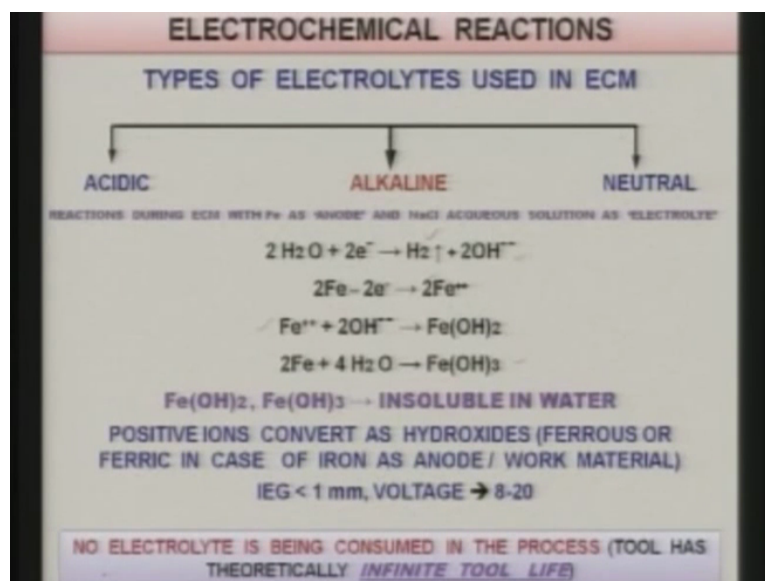 ELECTROCHEMICAL REACTIONS
TYPES OF ELECTROLYTES USED IN ECM
ACIDIC ALKALINE NEUTRAL
REACTIONS DURING ECM WITH Fe AS 'ANODE' AND NaCl ACQUEOUS SOLUTION AS 'ELECTROLYTE'
2 H2 O + 2e⁻ → H2 ↑ + 2OH⁻⁻
2Fe – 2e⁻ → 2Fe⁺⁺
Fe⁺⁺ + 2OH⁻⁻ → Fe(OH)2
2Fe + 4 H2 O → Fe(OH)3
Fe(OH)2, Fe(OH)3 → INSOLUBLE IN WATER
POSITIVE IONS CONVERT AS HYDROXIDES (FERROUS OR
FERRIC IN CASE OF IRON AS ANODE / WORK MATERIAL)
IEG < 1 mm, VOLTAGE ➔ 8-20
NO ELECTROLYTE IS BEING CONSUMED IN THE PROCESS (TOOL HAS
THEORETICALLY INFINITE TOOL LIFE)